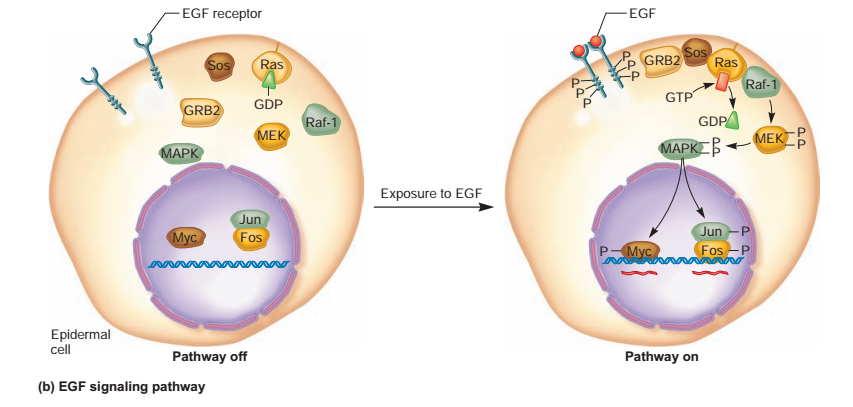 EGF receptor
Sos
Ras
GDP
GRB2
Raf-1
MEK
MAPK
Jun
Myc
Fos
Epidermal
cell
Pathway off
Exposure to EGF
EGF
P
P
P
P
P
P
GRB2
Sos
Ras
Raf-1
GTP
GDP
MEK
P
P
MAPK
P
P
Jun
P
P
Myc
Fos
P
Pathway on
(b) EGF signaling pathway